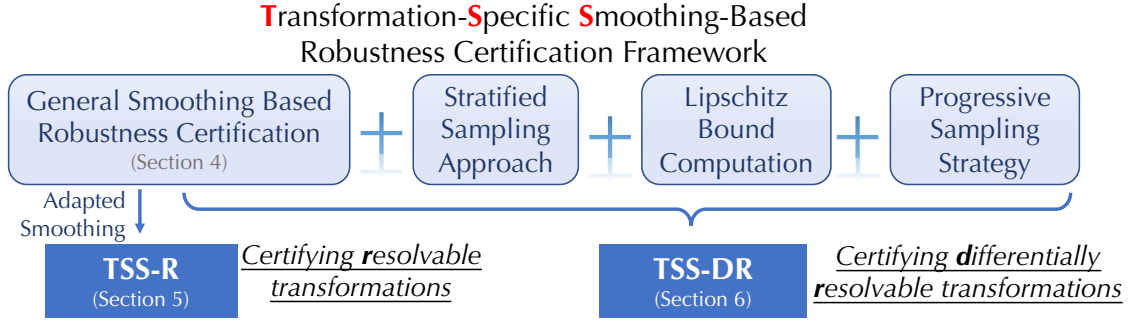 Transformation-Specific Smoothing-Based
Robustness Certification Framework
General Smoothing Based
Robustness Certification
(Section 4)
+
Stratified
Sampling
Approach
+
Lipschitz
Bound
Computation
+
Progressive
Sampling
Strategy
Adapted
Smoothing
TSS-R
(Section 5)
Certifying resolvable
transformations
TSS-DR
(Section 6)
Certifying differentially
resolvable transformations